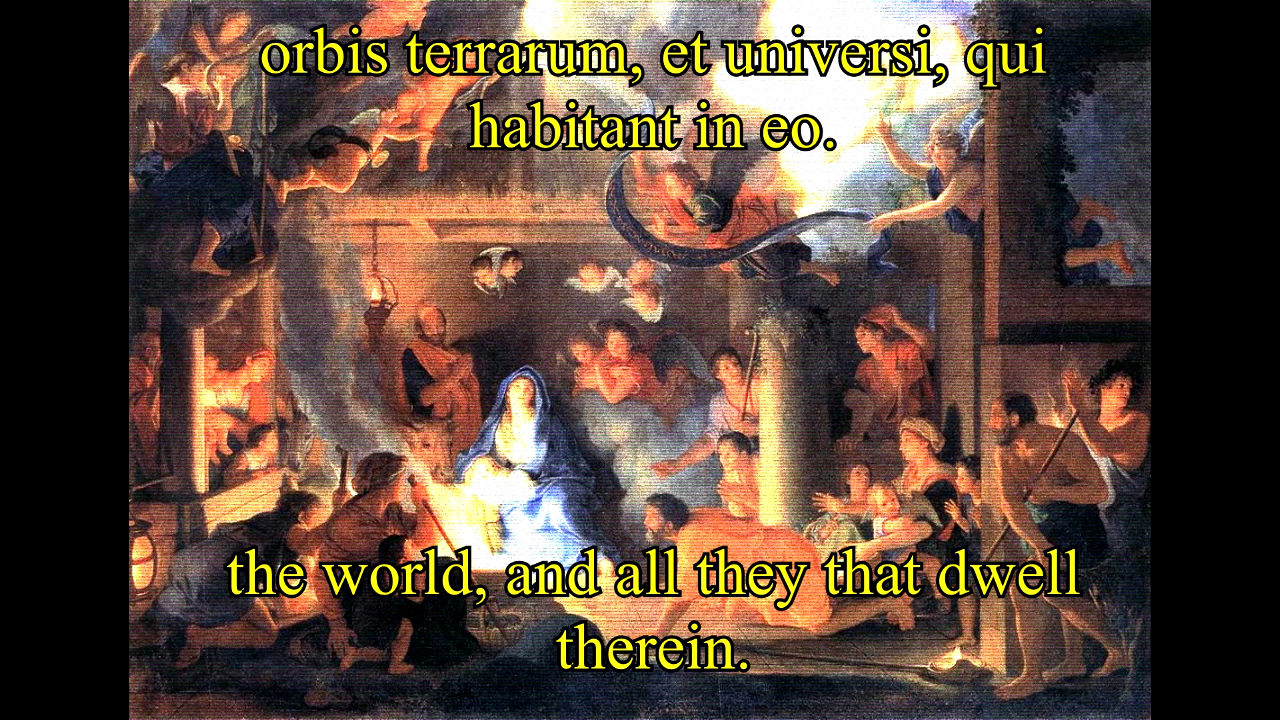 orbis terrarum, et universi, qui
habitant in eo.
the world, and all they that dwell
therein.